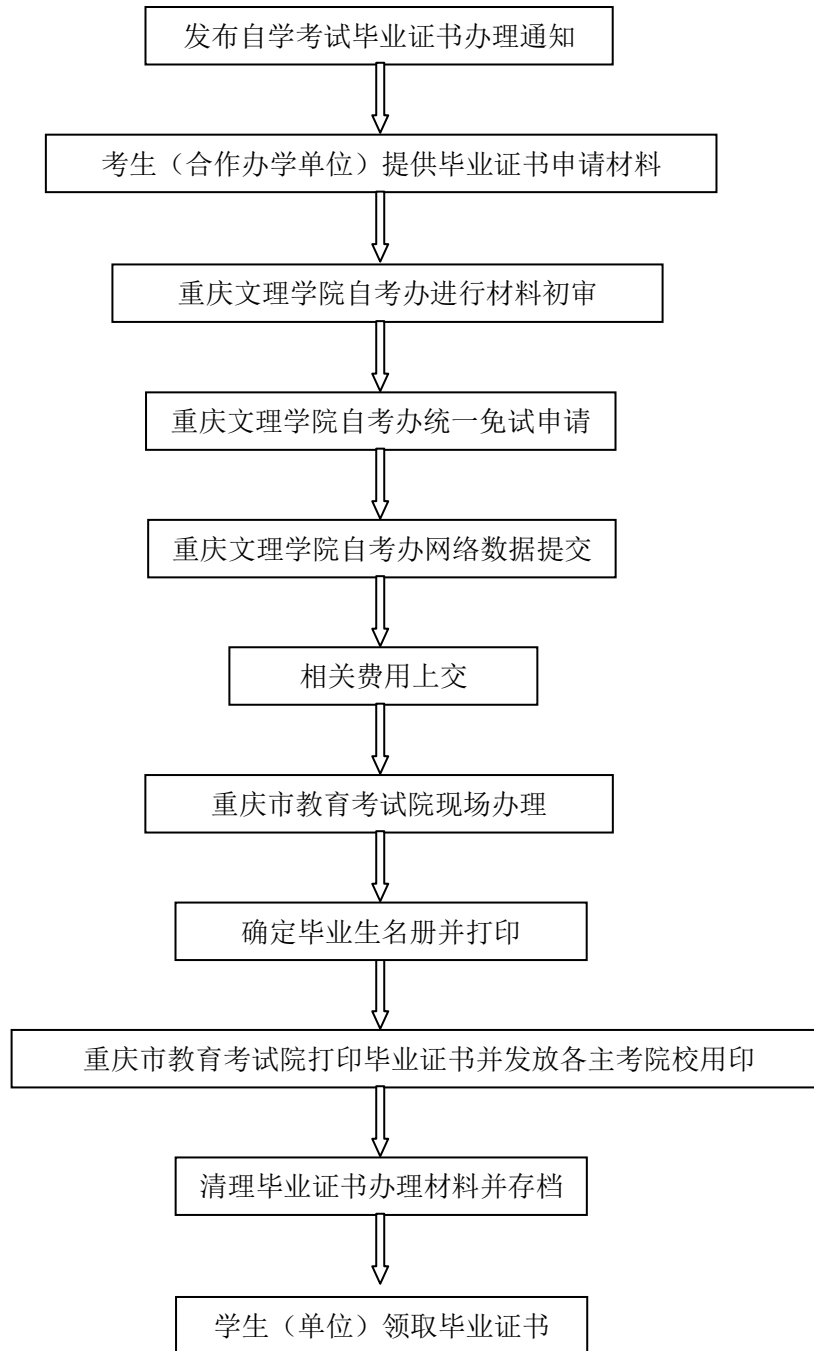 发布自学考试毕业证书办理通知
考生（合作办学单位）提供毕业证书申请材料
重庆文理学院自考办进行材料初审
重庆文理学院自考办统一免试申请
重庆文理学院自考办网络数据提交
相关费用上交
重庆市教育考试院现场办理
确定毕业生名册并打印
重庆市教育考试院打印毕业证书并发放各主考院校用印
清理毕业证书办理材料并存档
学生（单位）领取毕业证书